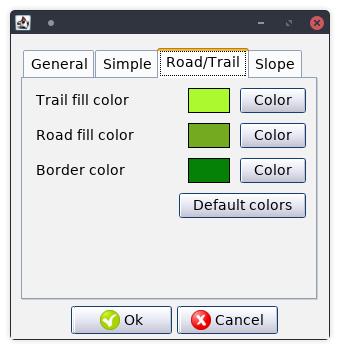 General Simple Road/Trail Slope
Trail fill color Color
Road fill color Color
Border color Color
Default colors
Ok Cancel